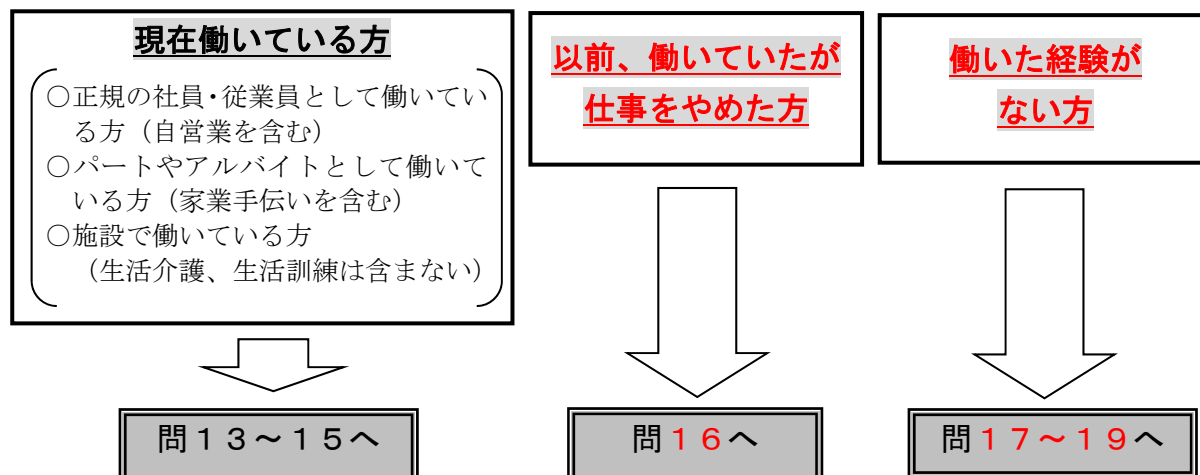 現在働いている方
○正規の社員・従業員として働いてい
る方（自営業を含む）
○パートやアルバイトとして働いて
いる方（家業手伝いを含む）
○施設で働いている方
（生活介護、生活訓練は含まない）
問１３～１５へ
以前、働いていたが
仕事をやめた方
問１６へ
働いた経験が
ない方
問１７～１９へ